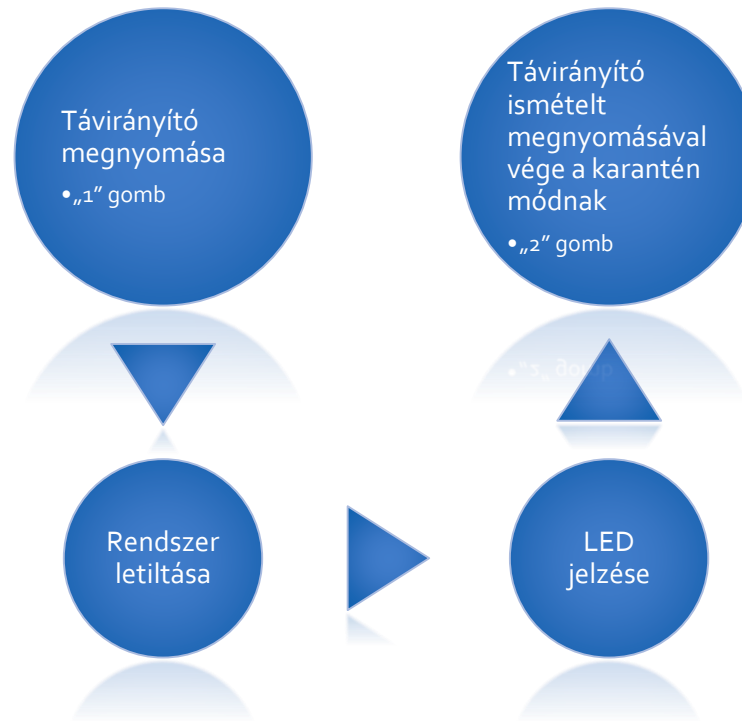 Távirányító
megnyomása
•„1” gomb
Rendszer
letiltása
LED
jelzése
Távirányító
ismételt
megnyomásával
vége a karantén
módnak
•„2” gomb